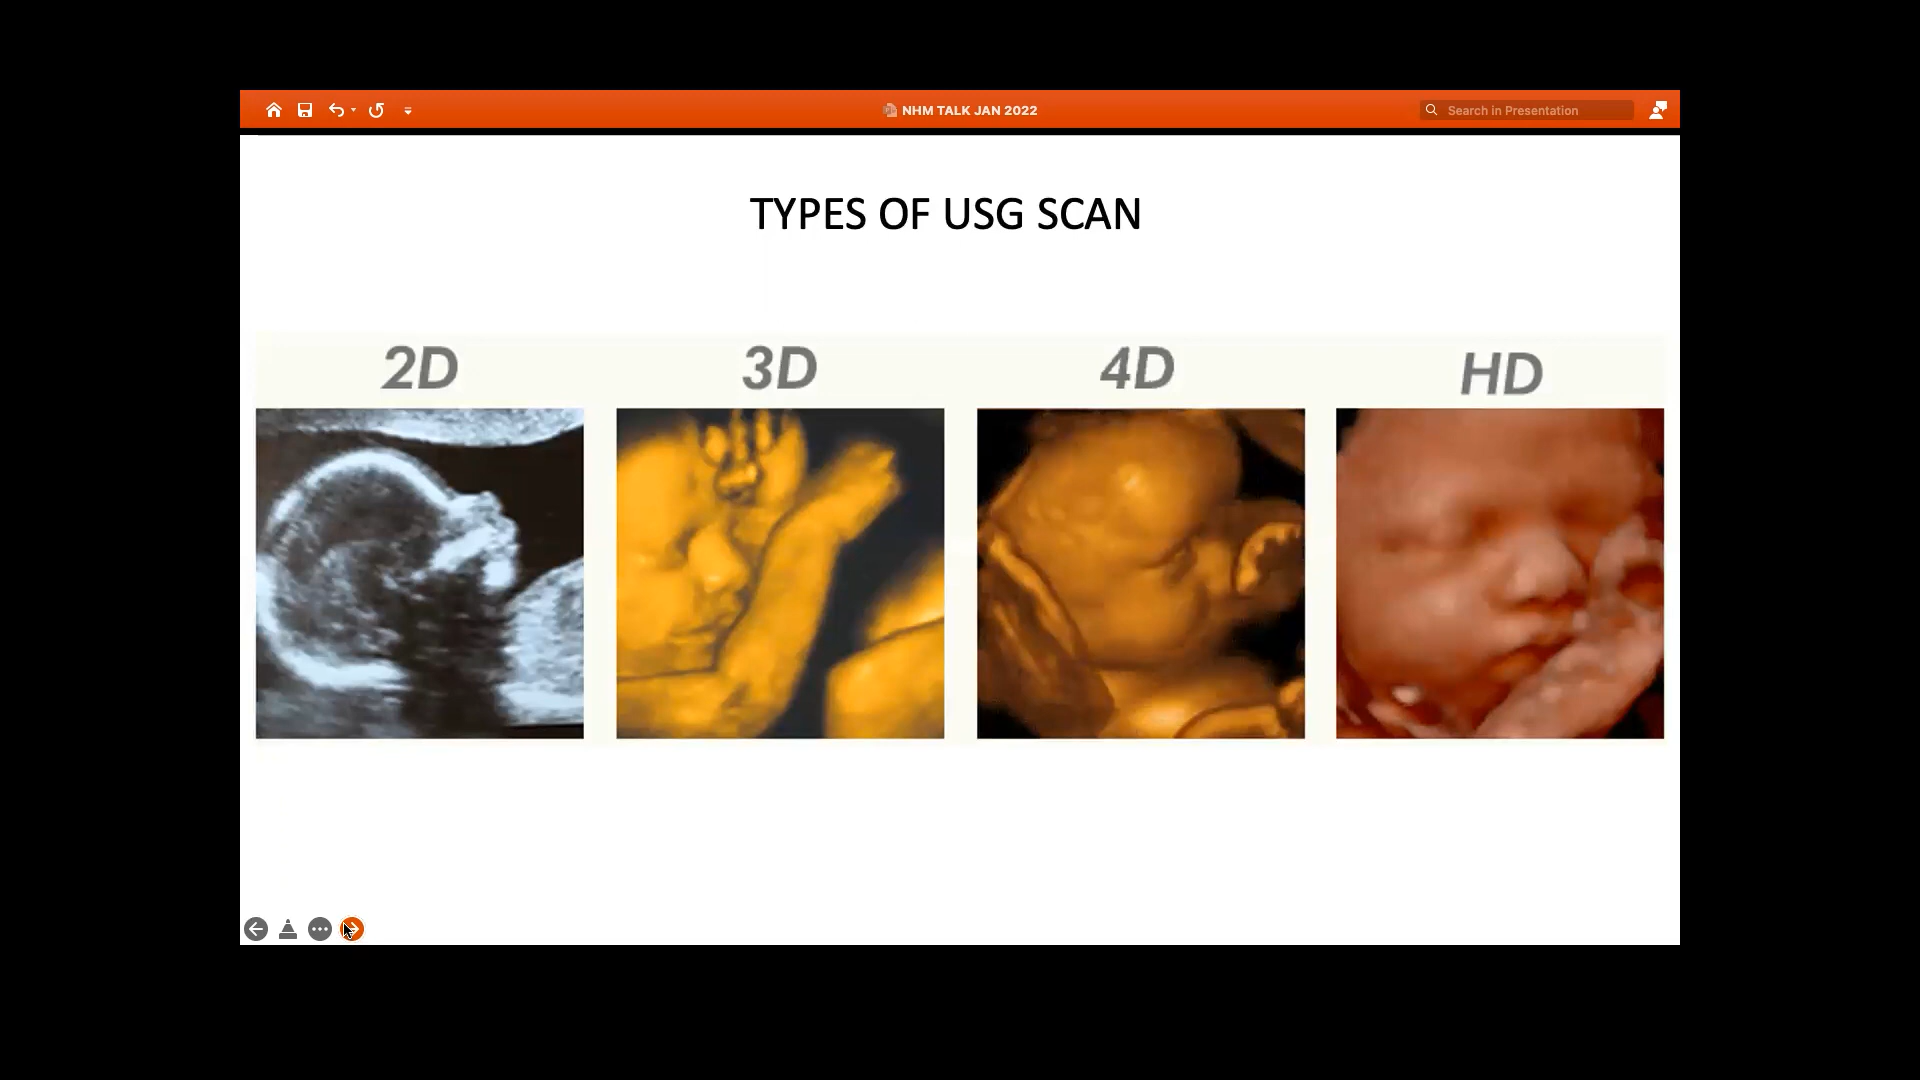 NHM TALK JAN 2022
Search in Presentation
TYPES OF USG SCAN
2D
3D
4D
HD